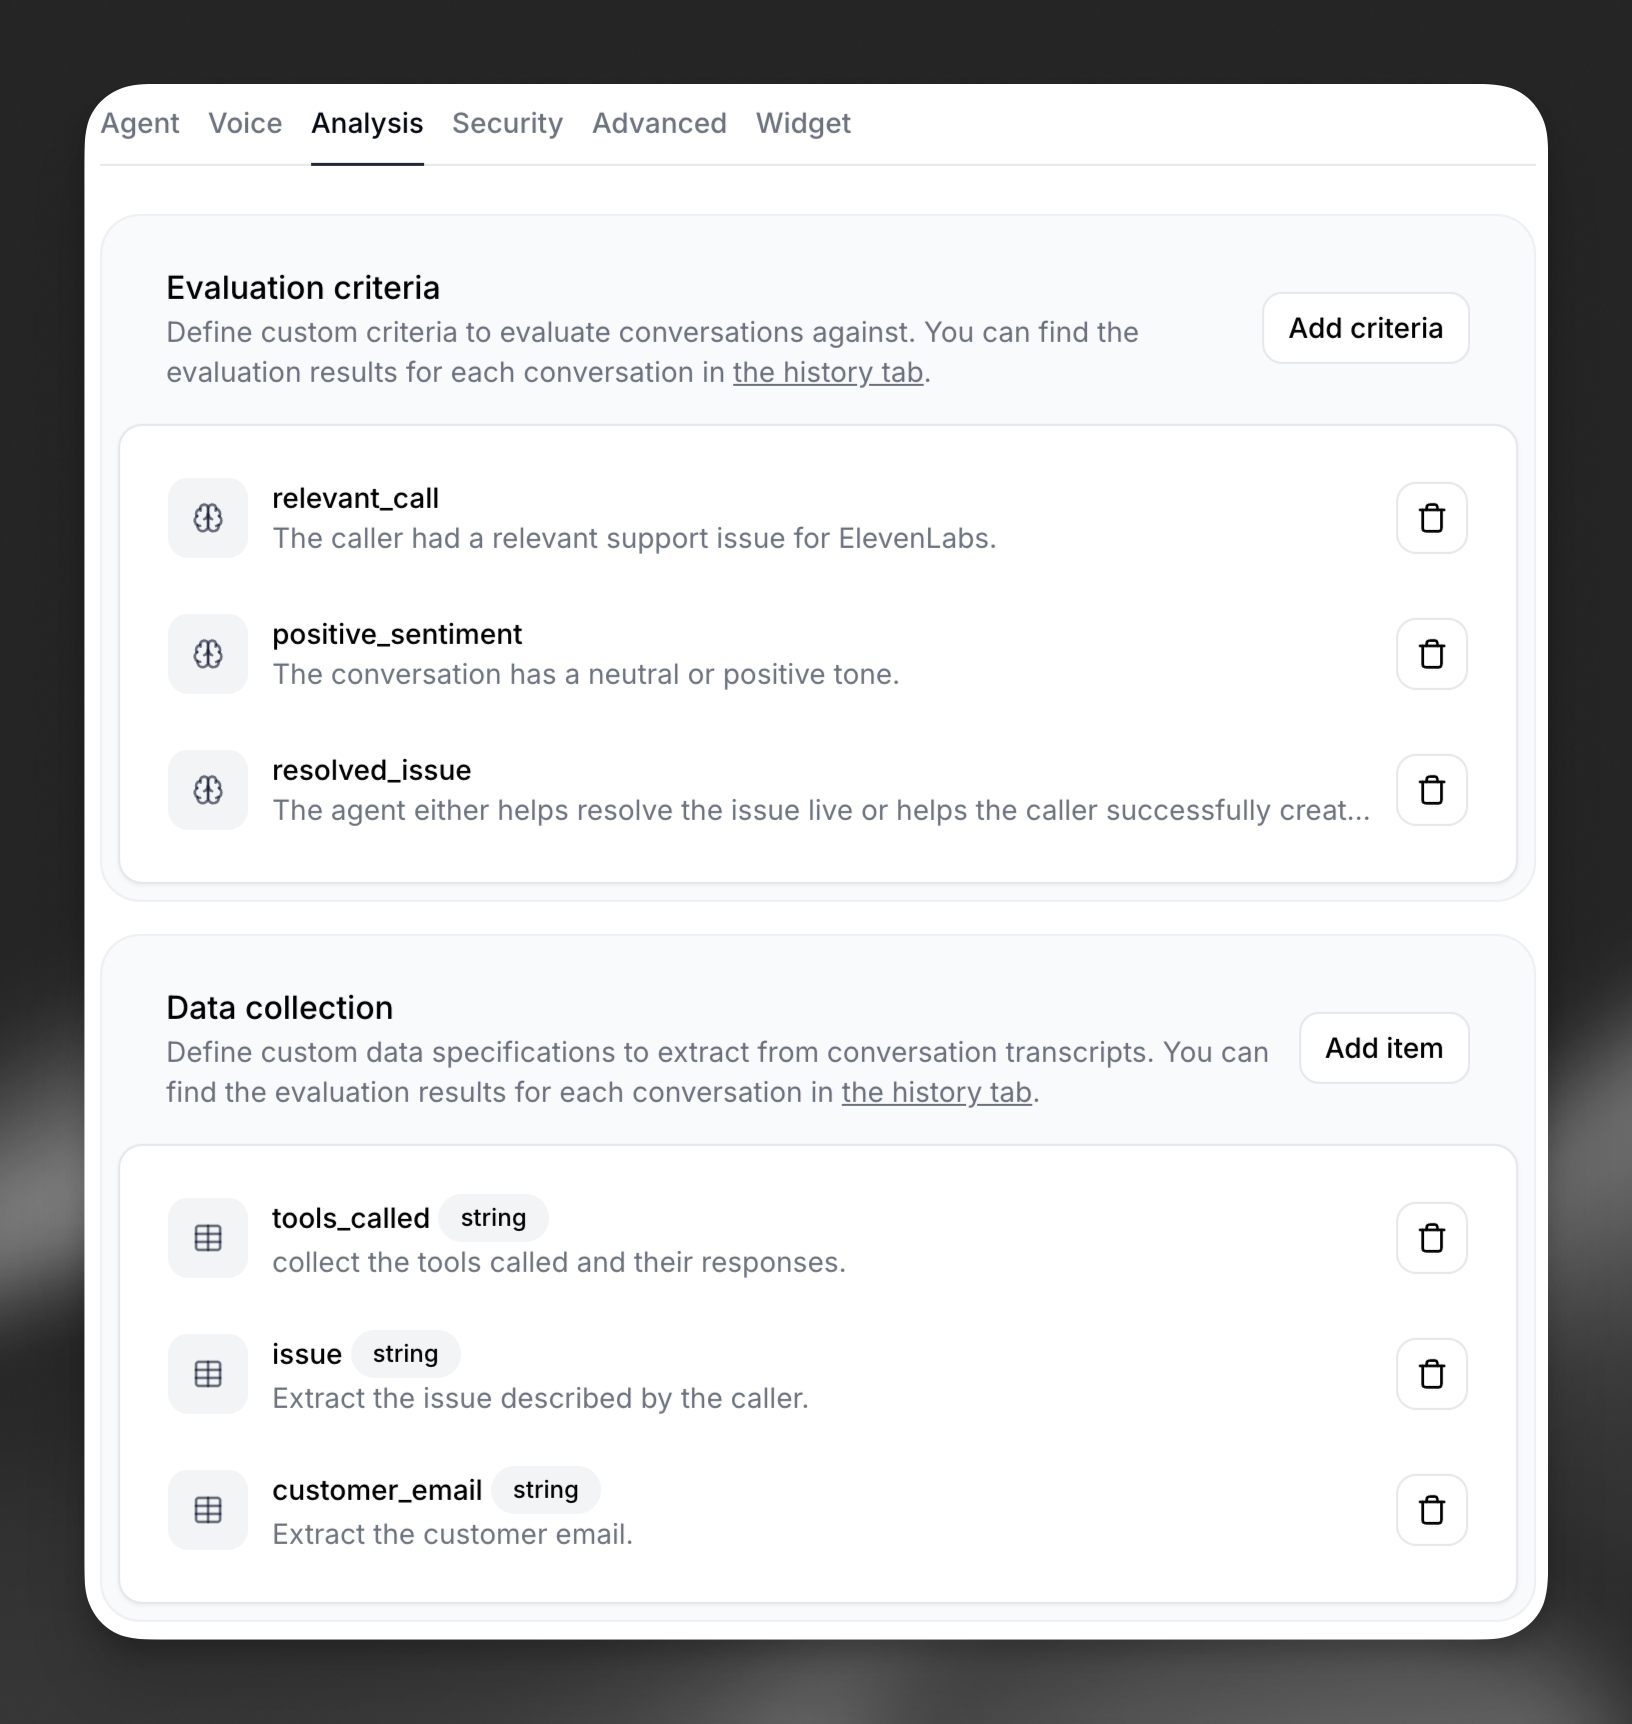 Agent Voice Analysis Security Advanced Widget
Evaluation criteria
Define custom criteria to evaluate conversations against. You can find the
evaluation results for each conversation in the history tab.
Add criteria
relevant_call
The caller had a relevant support issue for ElevenLabs.
positive_sentiment
The conversation has a neutral or positive tone.
resolved_issue
The agent either helps resolve the issue live or helps the caller successfully creat...
Data collection
Define custom data specifications to extract from conversation transcripts. You can
find the evaluation results for each conversation in the history tab.
Add item
tools_called string
collect the tools called and their responses.
issue string
Extract the issue described by the caller.
customer_email string
Extract the customer email.